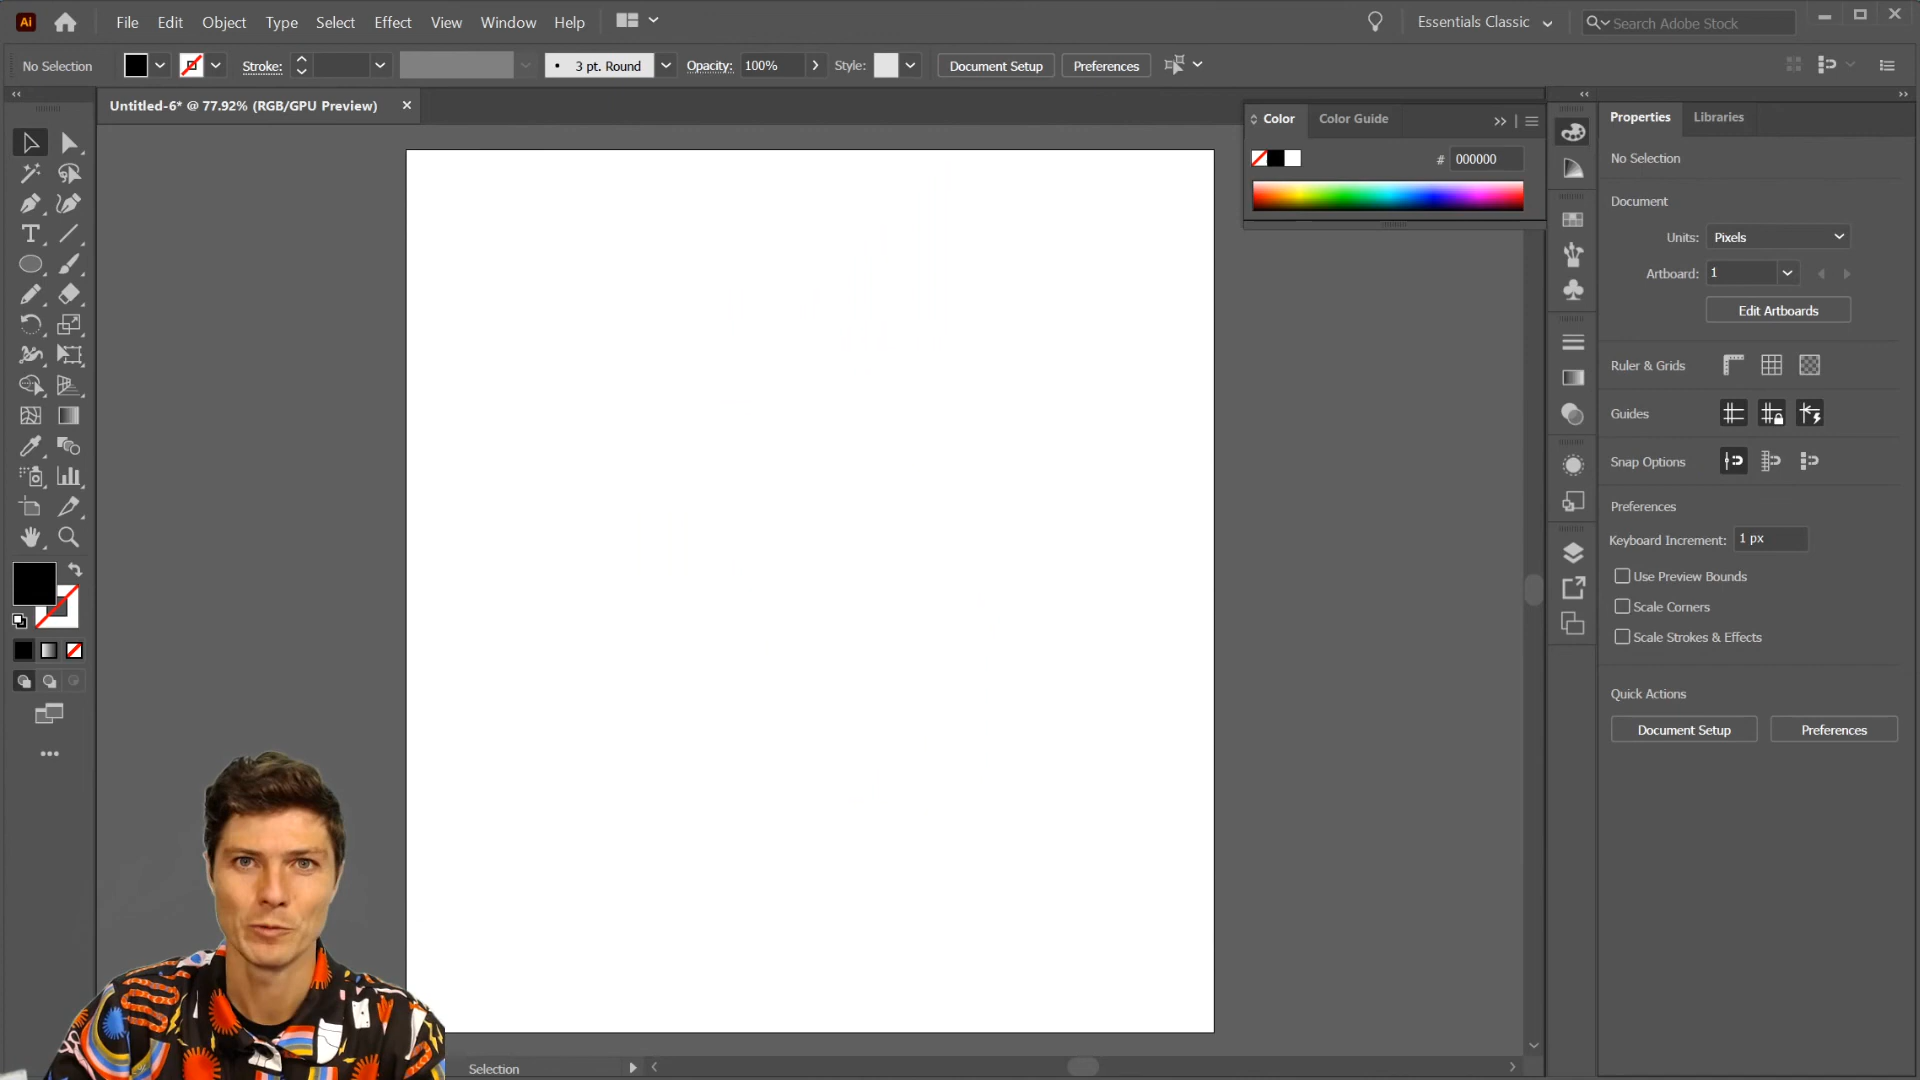 Ai File Edit Object Type Select Effect View Window Help Essentials Classic Search Adobe Stock
No Selection Stroke: 3 pt. Round Opacity: 100% Style: Document Setup Preferences
Untitled-6* @ 77.92% (RGB/GPU Preview)
Color Color Guide
# 000000
Properties Libraries
No Selection
Document
Units: Pixels
Artboard: 1
Edit Artboards
Ruler & Grids
Guides
Snap Options
Preferences
Keyboard Increment: 1 px
Use Preview Bounds
Scale Corners
Scale Strokes & Effects
Quick Actions
Document Setup Preferences
Selection